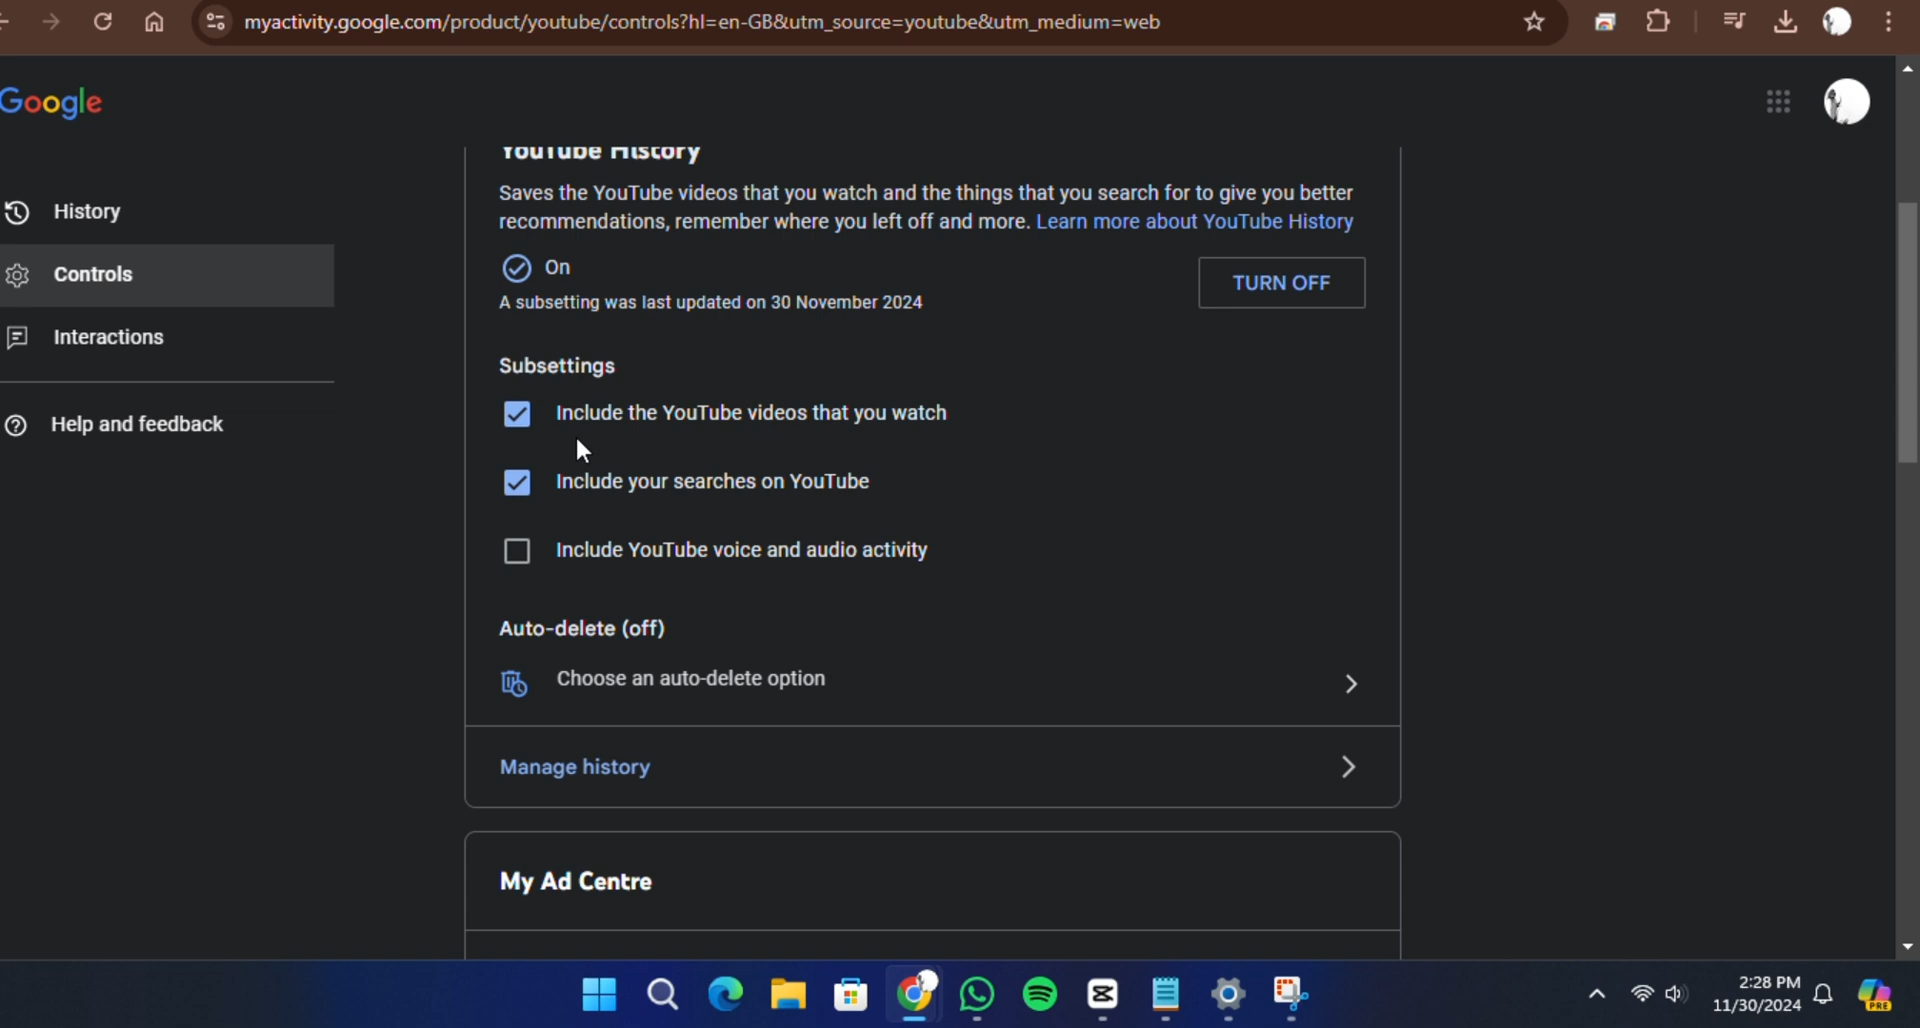 myactivity.google.com/product/youtube/controls?hl=en-GB&utm_source=youtube&utm_medium=web
Google
History
Controls
Interactions
Help and feedback
YouTube History
Saves the YouTube videos that you watch and the things that you search for to give you better
recommendations, remember where you left off and more. Learn more about YouTube History
On
A subsetting was last updated on 30 November 2024
TURN OFF
Subsettings
Include the YouTube videos that you watch
Include your searches on YouTube
Include YouTube voice and audio activity
Auto-delete (off)
Choose an auto-delete option
Manage history
My Ad Centre
2:28 PM
11/30/2024
PRE